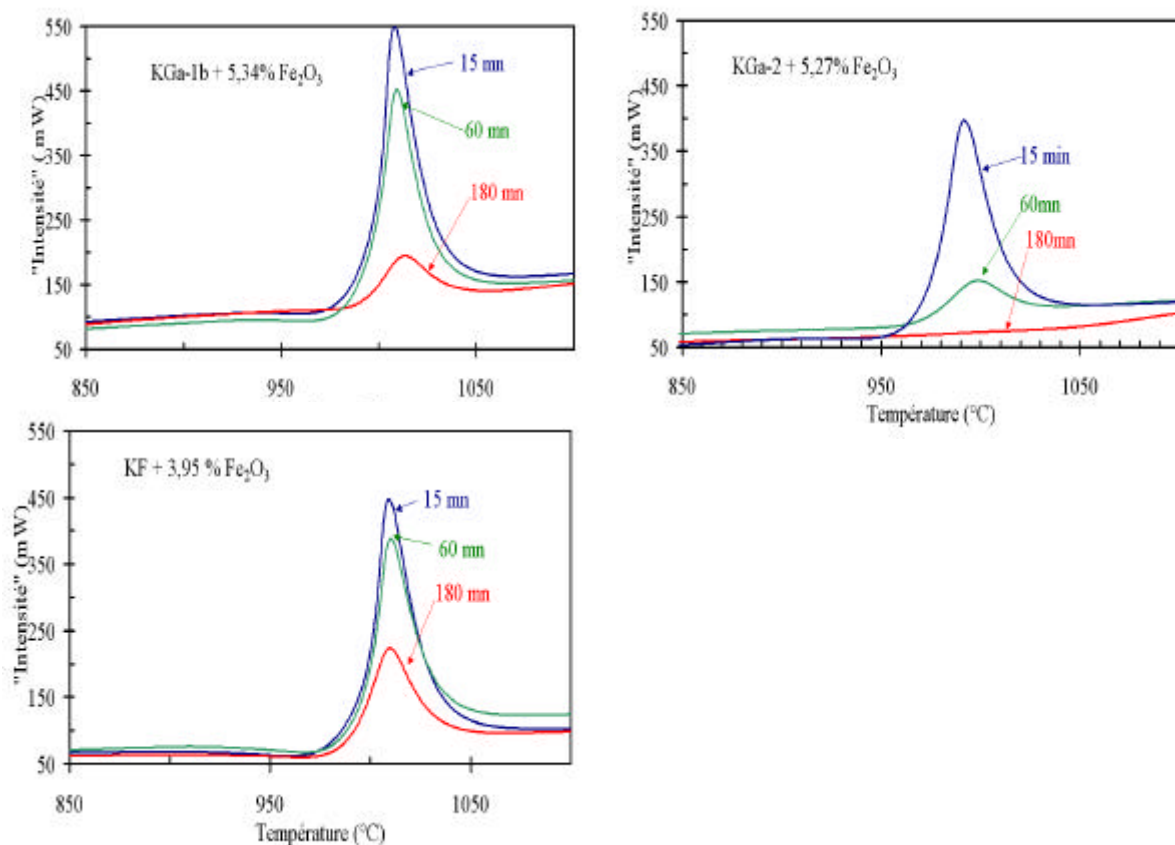 550
450
350
250
150
50
"Intensité" ( mW)
KGa-1b + 5,34% Fe₂O₃
15 mn
60 mn
180 mn
850
950
1050
550
450
350
250
150
50
"Intensité" (mW)
KGa-2 + 5,27% Fe₂O₃
15 min
60mn
180mn
850
950
1050
Température (°C)
550
450
350
250
150
50
"Intensité" (mW)
KF + 3,95 % Fe₂O₃
15 mn
60 mn
180 mn
850
950
1050
Température (°C)